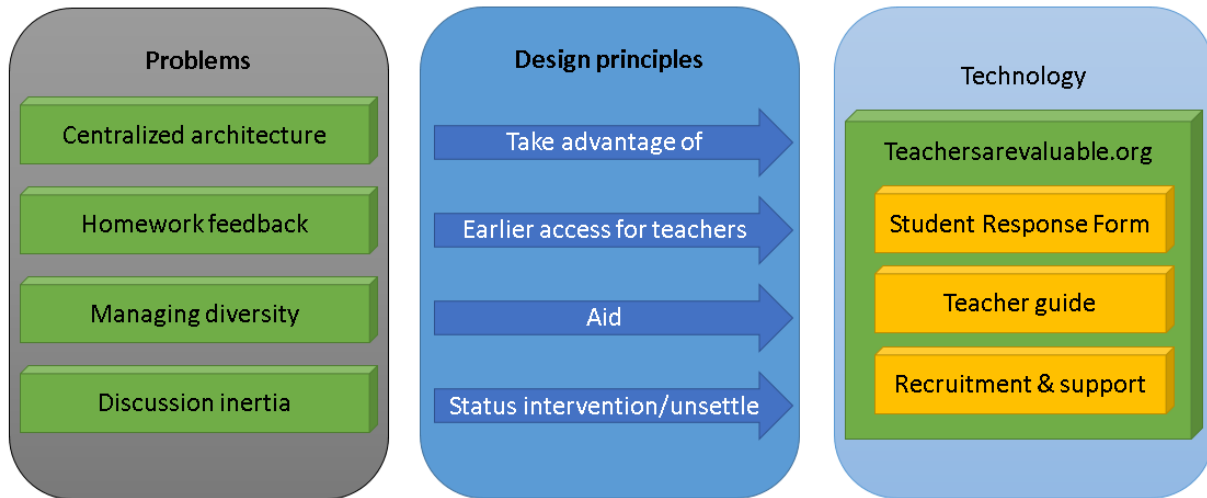 Problems
Centralized architecture
Homework feedback
Managing diversity
Discussion inertia
Design principles
Take advantage of
Earlier access for teachers
Aid
Status intervention/unsettle
Technology
Teachersarevaluable.org
Student Response Form
Teacher guide
Recruitment & support